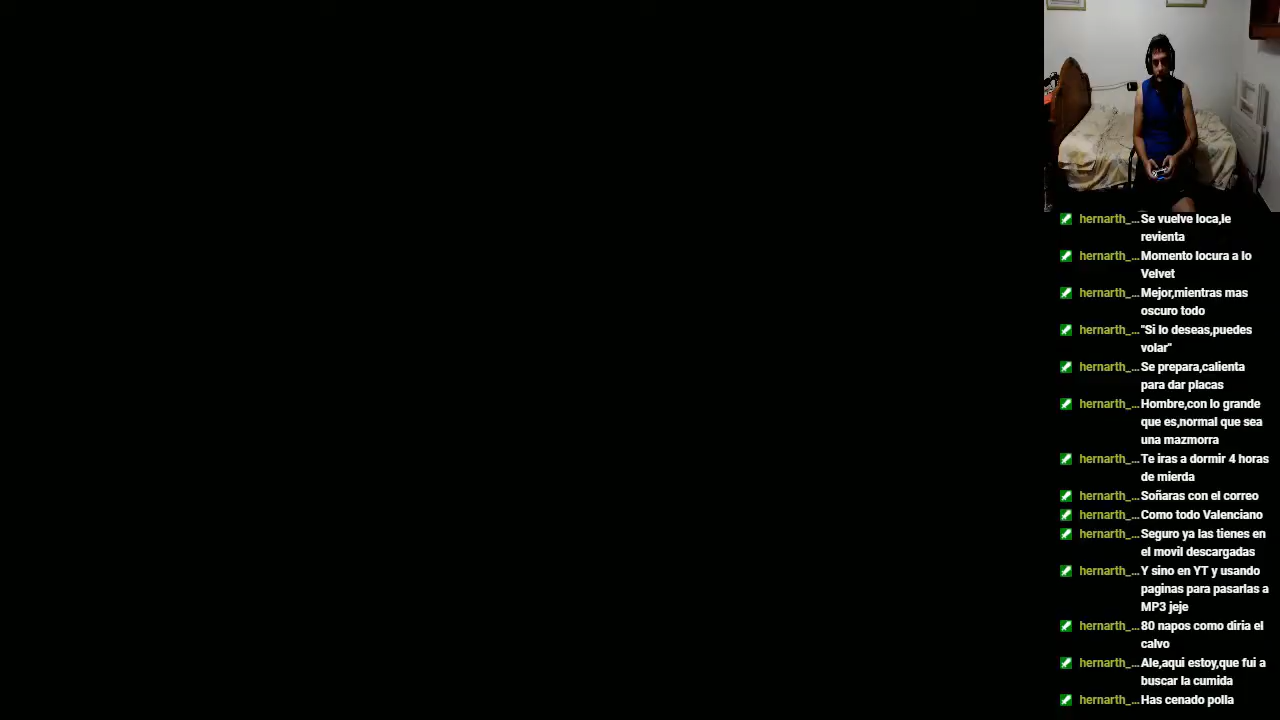 hernarth_... Se vuelve loca,le
revienta
hernarth_... Momento locura a lo
Velvet
hernarth_... Mejor,mientras mas
oscuro todo
hernarth_... "Si lo deseas,puedes
volar"
hernarth_... Se prepara,calienta
para dar placas
hernarth_... Hombre,con lo grande
que es,normal que sea
una mazmorra
hernarth_... Te iras a dormir 4 horas
de mierda
hernarth_... Soñaras con el correo
hernarth_... Como todo Valenciano
hernarth_... Seguro ya las tienes en
el movil descargadas
hernarth_... Y sino en YT y usando
paginas para pasarlas a
MP3 jeje
hernarth_... 80 napos como diria el
calvo
hernarth_... Ale,aqui estoy,que fui a
buscar la cumida
hernarth_... Has cenado polla